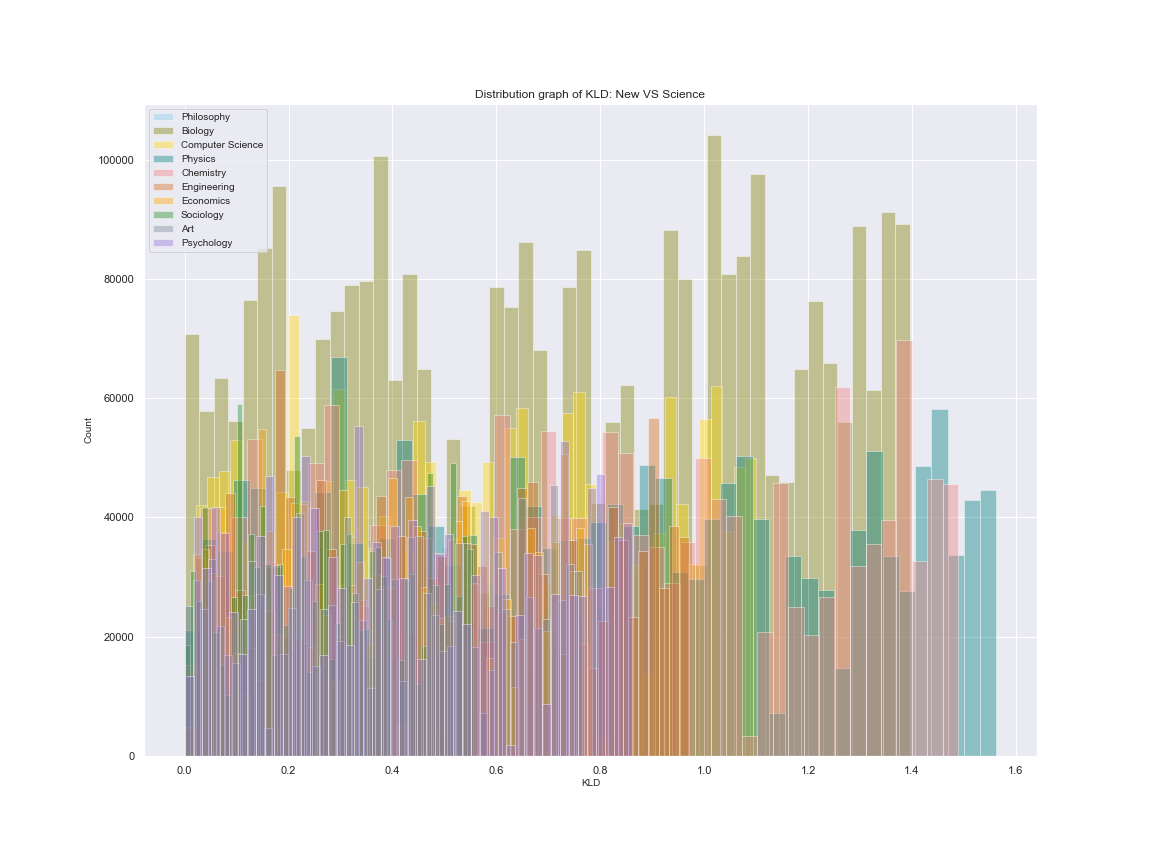 Distribution graph of KLD: New VS Science
Philosophy
Biology
Computer Science
Physics
Chemistry
Engineering
Economics
Sociology
Art
Psychology
100000
80000
60000
40000
20000
0
Count
0.0 0.2 0.4 0.6 0.8 1.0 1.2 1.4 1.6
KLD